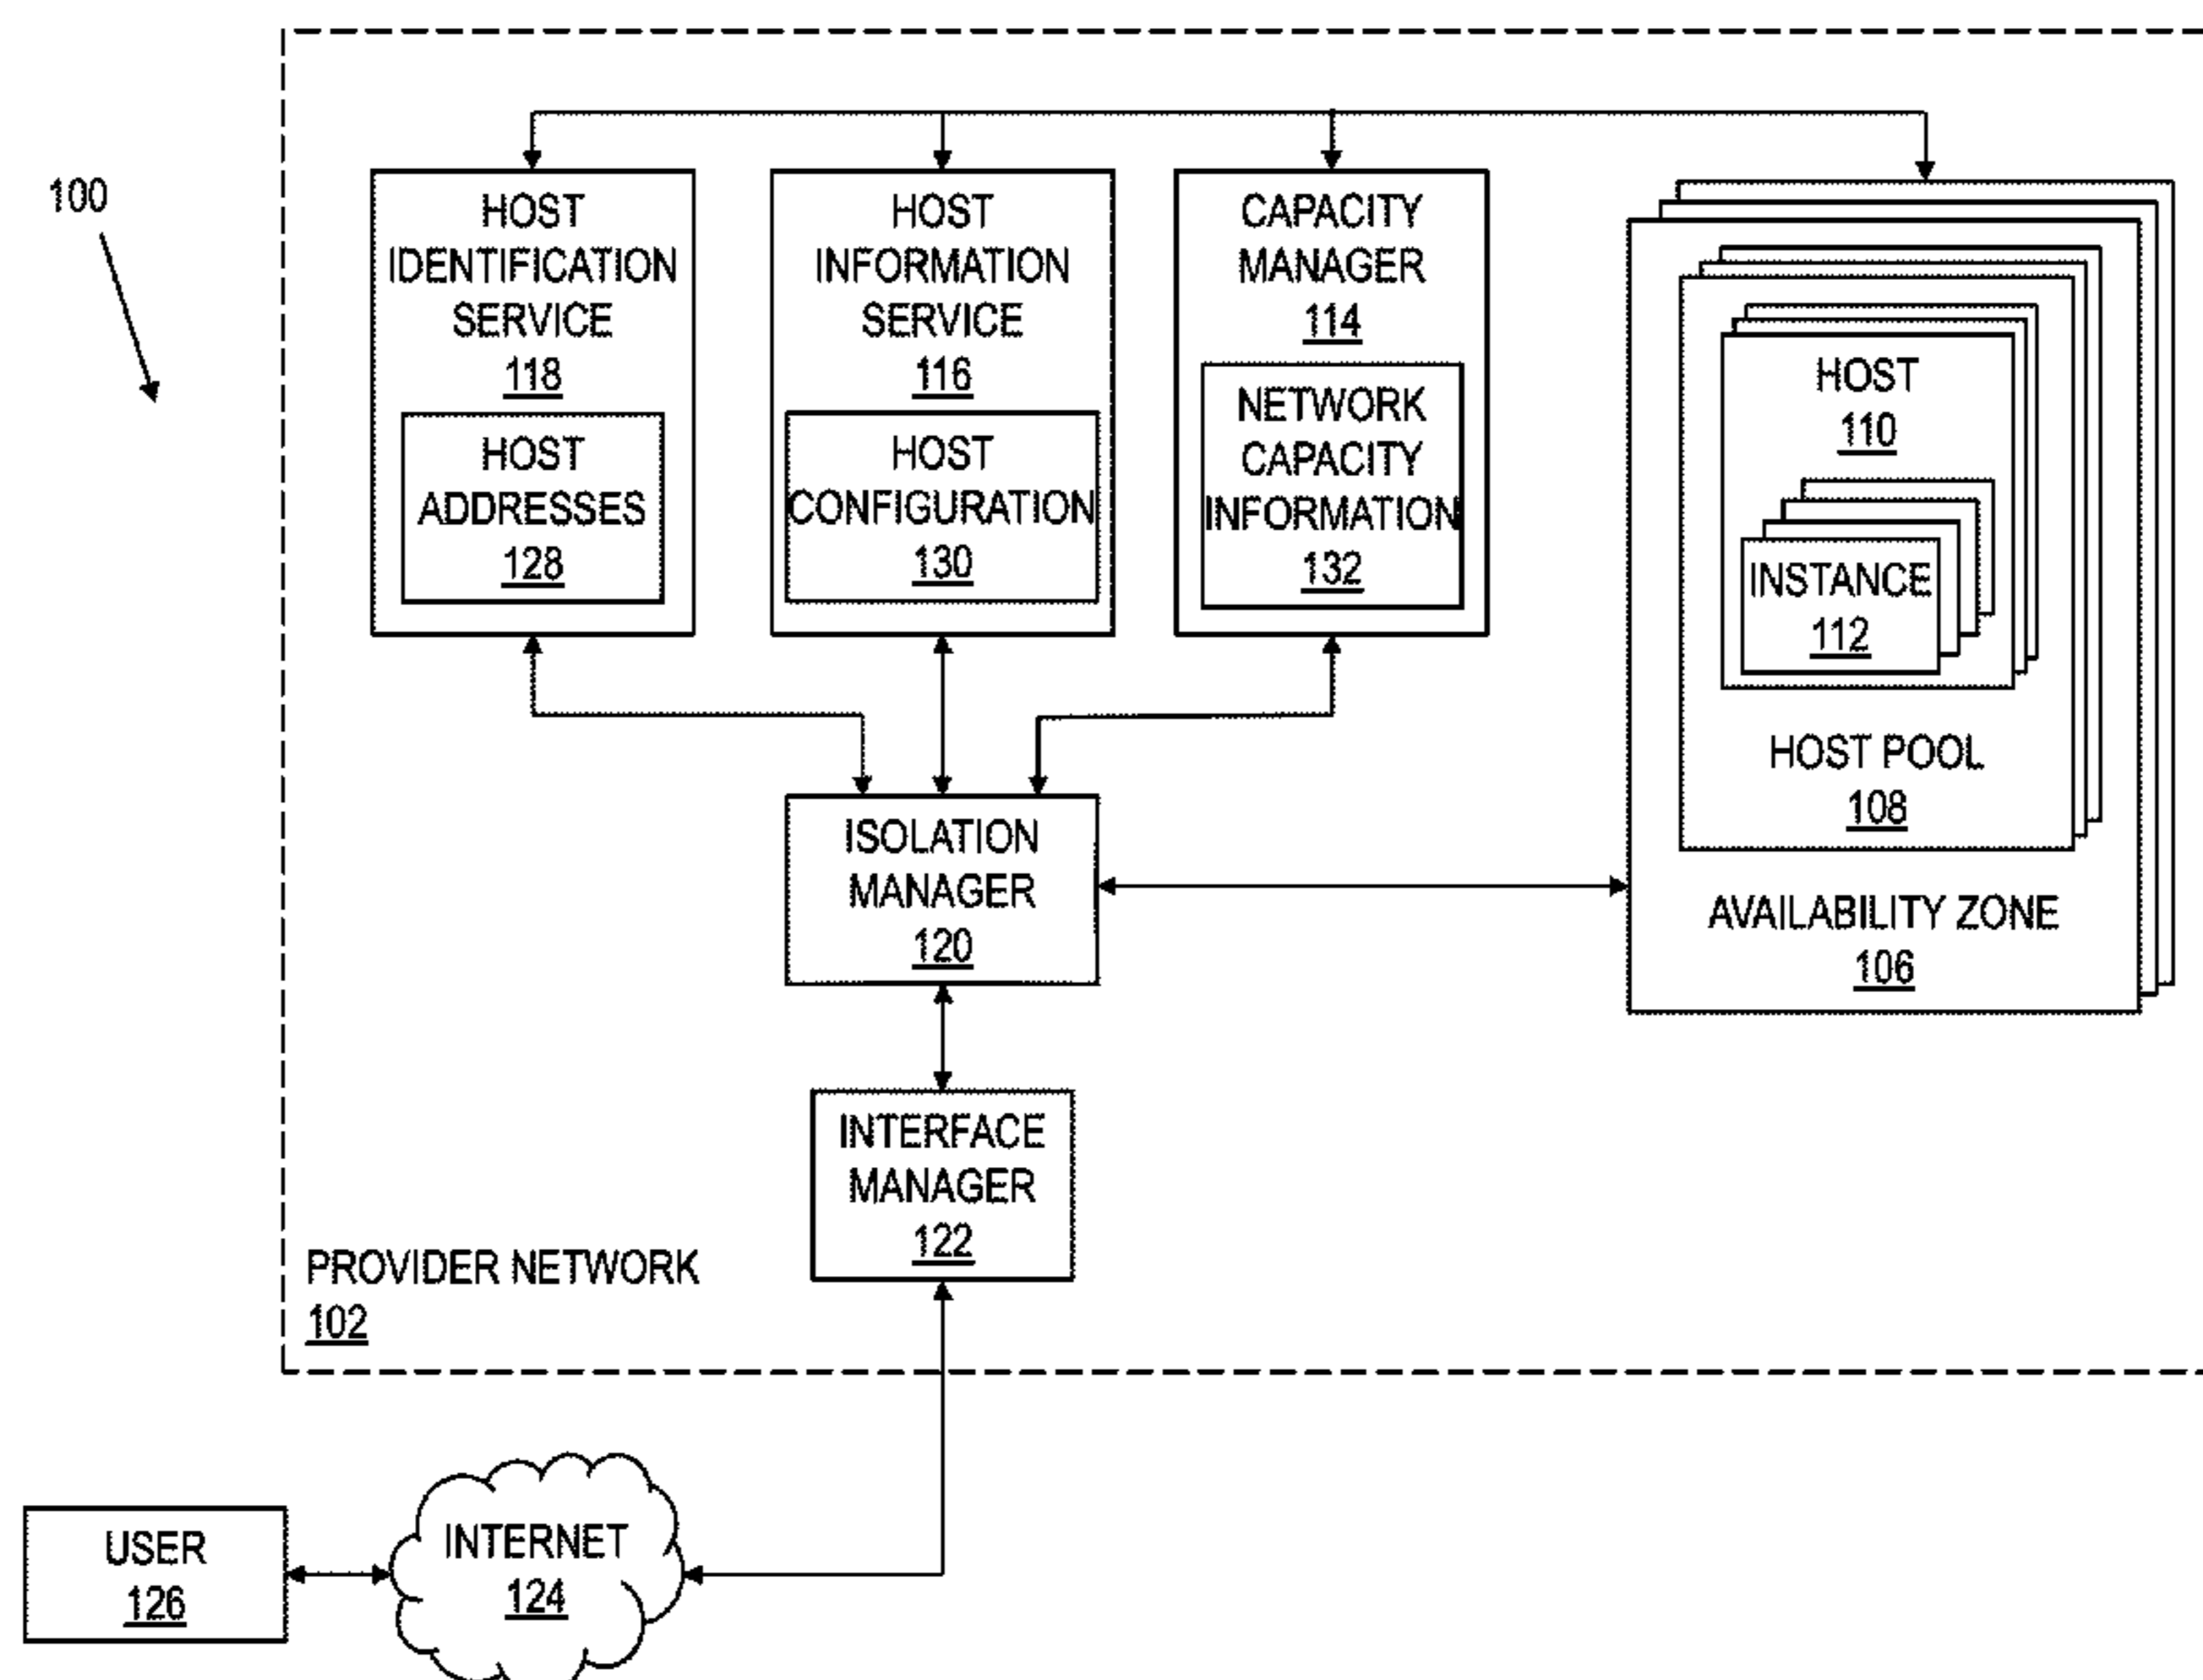 100
HOST
IDENTIFICATION
SERVICE
118
HOST
ADDRESSES
128
HOST
INFORMATION
SERVICE
116
HOST
CONFIGURATION
130
CAPACITY
MANAGER
114
NETWORK
CAPACITY
INFORMATION
132
HOST
110
INSTANCE
112
HOST POOL
108
AVAILABILITY ZONE
106
ISOLATION
MANAGER
120
INTERFACE
MANAGER
122
PROVIDER NETWORK
102
USER
126
INTERNET
124